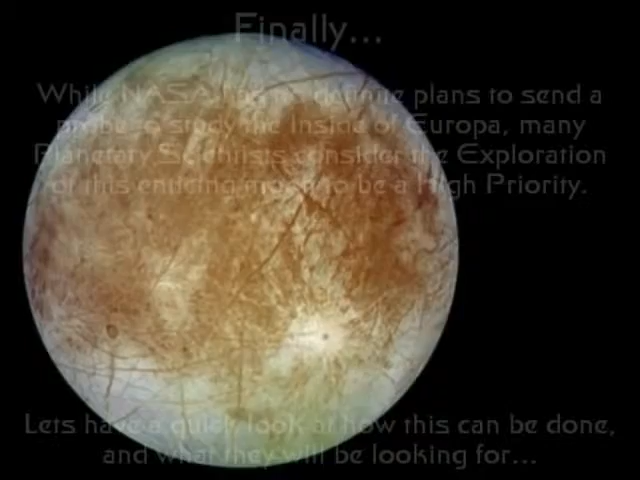 Finally...
While NASA has no definite plans to send a
probe to study the Inside of Europa, many
Planetary Scientists consider the Exploration
of this enticing moon to be a High Priority.
Lets have a quick look at how this can be done,
and what they will be looking for...